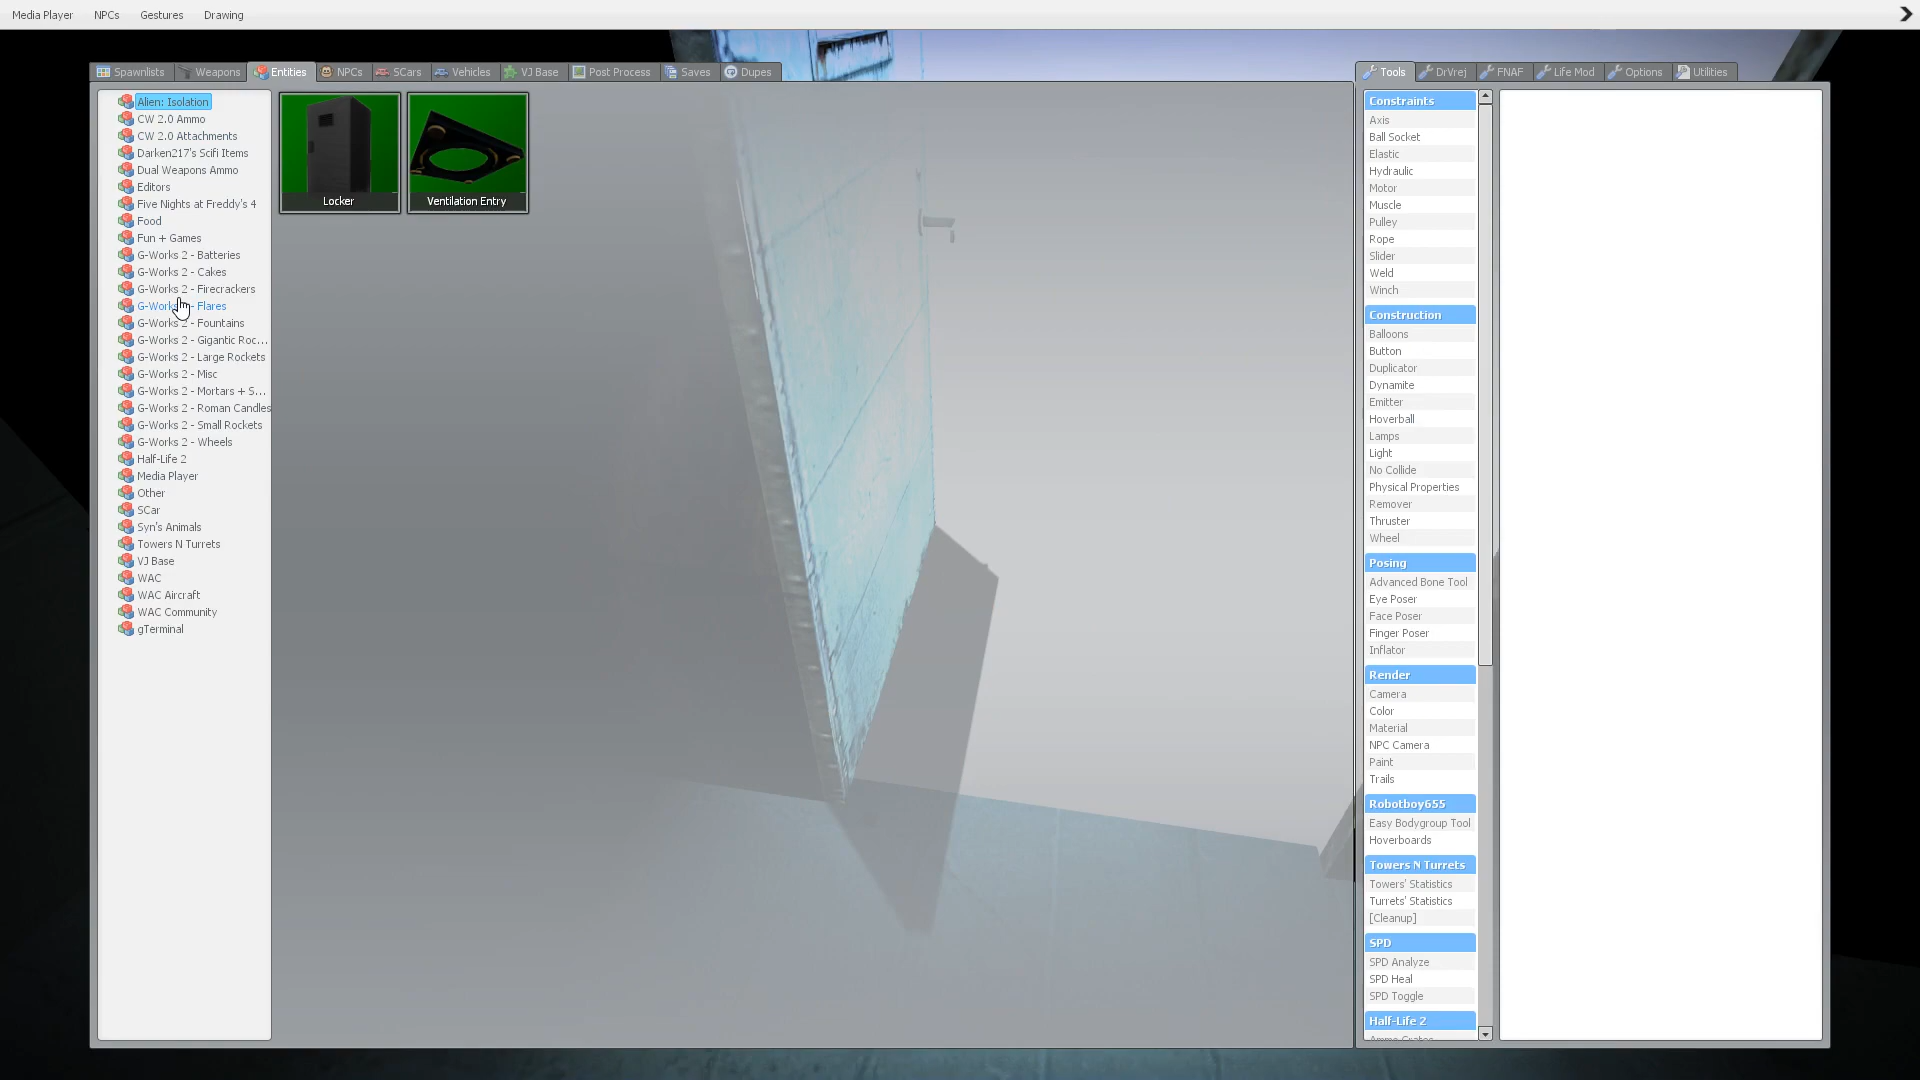 Media Player NPCs Gestures Drawing
Spawnlists Weapons Entities NPCs SCars Vehicles VJ Base Post Process Saves Dupes
Tools DrVrej FNAF Life Mod Options Utilities
Alien: Isolation
CW 2.0 Ammo
CW 2.0 Attachments
Darken217's Scifi Items
Dual Weapons Ammo
Editors
Five Nights at Freddy's 4
Food
Fun + Games
G-Works 2 - Batteries
G-Works 2 - Cakes
G-Works 2 - Firecrackers
G-Works - Flares
G-Works 2 - Fountains
G-Works 2 - Gigantic Roc...
G-Works 2 - Large Rockets
G-Works 2 - Misc
G-Works 2 - Mortars + S...
G-Works 2 - Roman Candles
G-Works 2 - Small Rockets
G-Works 2 - Wheels
Half-Life 2
Media Player
Other
SCar
Syn's Animals
Towers N Turrets
VJ Base
WAC
WAC Aircraft
WAC Community
gTerminal
Locker
Ventilation Entry
Constraints
Axis
Ball Socket
Elastic
Hydraulic
Motor
Muscle
Pulley
Rope
Slider
Weld
Winch
Construction
Balloons
Button
Duplicator
Dynamite
Emitter
Hoverball
Lamps
Light
No Collide
Physical Properties
Remover
Thruster
Wheel
Posing
Advanced Bone Tool
Eye Poser
Face Poser
Finger Poser
Inflator
Render
Camera
Color
Material
NPC Camera
Paint
Trails
Robotboy655
Easy Bodygroup Tool
Hoverboards
Towers N Turrets
Towers' Statistics
Turrets' Statistics
[Cleanup]
SPD
SPD Analyze
SPD Heal
SPD Toggle
Half-Life 2
Ammo Crates